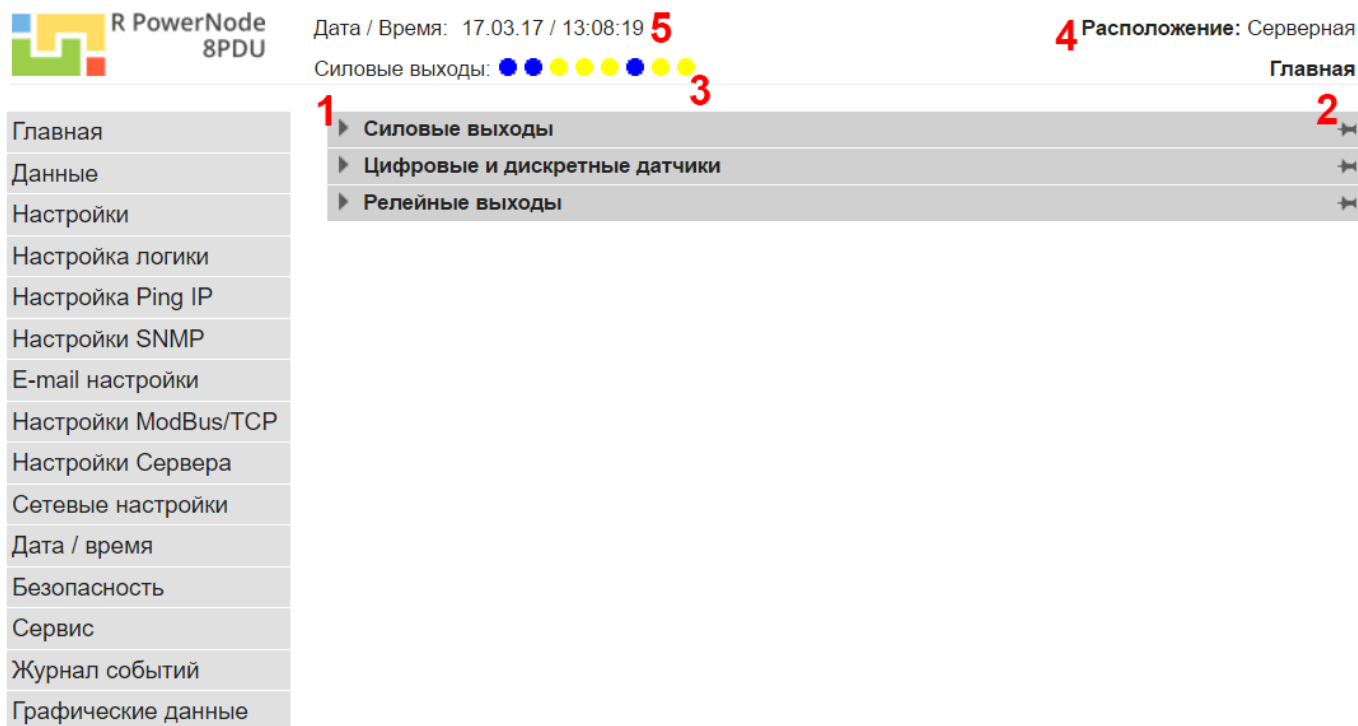 R PowerNode
8PDU
Дата / Время: 17.03.17 / 13:08:19 5
4 Расположение: Серверная
Силовые выходы: 3
Главная
Главная
Данные
Настройки
Настройка логики
Настройка Ping IP
Настройки SNMP
E-mail настройки
Настройки ModBus/TCP
Настройки Сервера
Сетевые настройки
Дата / время
Безопасность
Сервис
Журнал событий
Графические данные
1 Силовые выходы 2
Цифровые и дискретные датчики
Релейные выходы